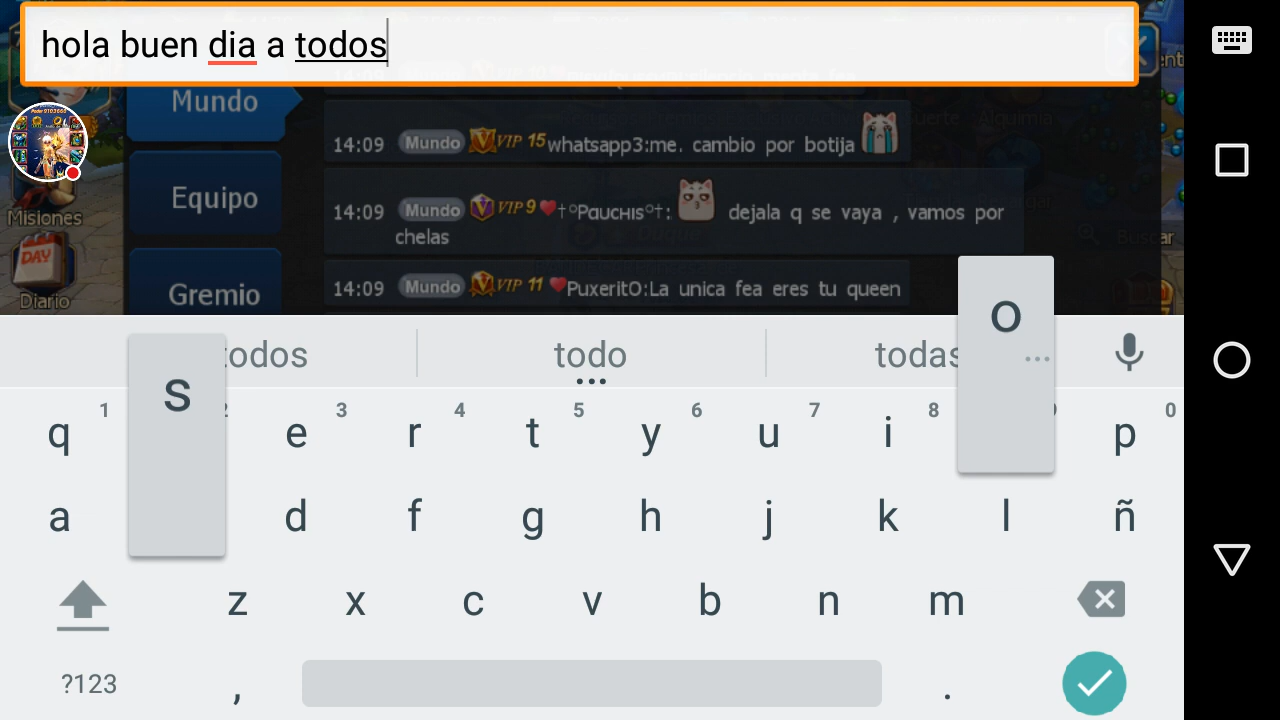 hola buen dia a todos
Mundo
14:09 Mundo VIP 15 whatsapp3:me. cambio por botija
Equipo
14:09 Mundo VIP 9 †°Pαuchis°†: dejala q se vaya , vamos por
chelas
Misiones
Buscar
DAY
Gremio
14:09 Mundo VIP 11 PuxeritO:La unica fea eres tu queen
Diario
todos todo todas
s
o
1 2 3 4 5 6 7 8 0
q e r t y u i p
a d f g h j k l ñ
z x c v b n m
?123 , .